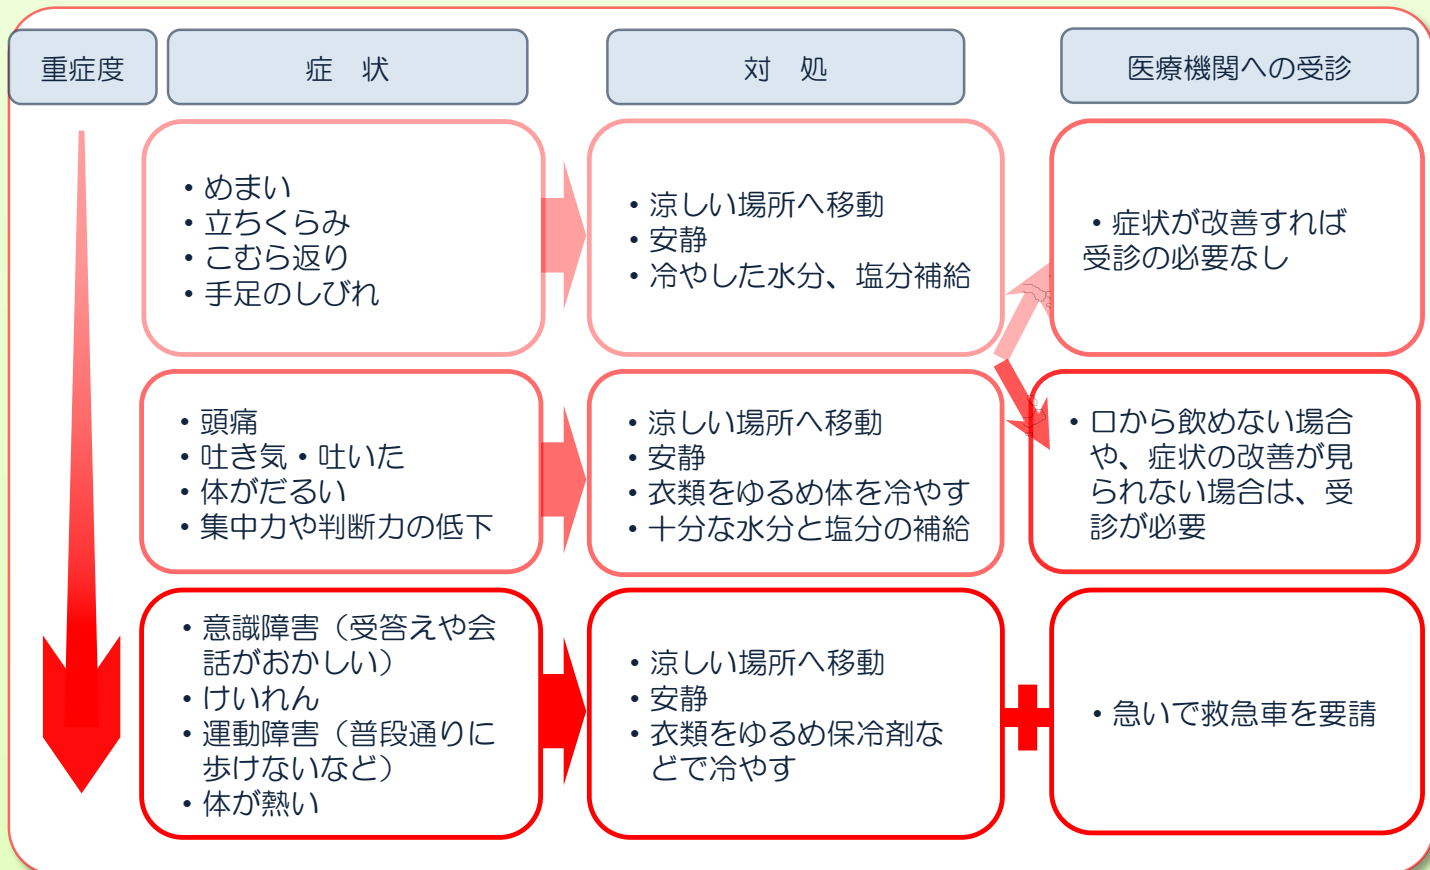 重症度
症　状
対　処
医療機関への受診
・めまい
・立ちくらみ
・こむら返り
・手足のしびれ
・涼しい場所へ移動
・安静
・冷やした水分、塩分補給
・症状が改善すれば
受診の必要なし
・頭痛
・吐き気・吐いた
・体がだるい
・集中力や判断力の低下
・涼しい場所へ移動
・安静
・衣類をゆるめ体を冷やす
・十分な水分と塩分の補給
・口から飲めない場合
や、症状の改善が見
られない場合は、受
診が必要
・意識障害（受答えや会
話がおかしい）
・けいれん
・運動障害（普段通りに
歩けないなど）
・体が熱い
・涼しい場所へ移動
・安静
・衣類をゆるめ保冷剤な
どで冷やす
・急いで救急車を要請